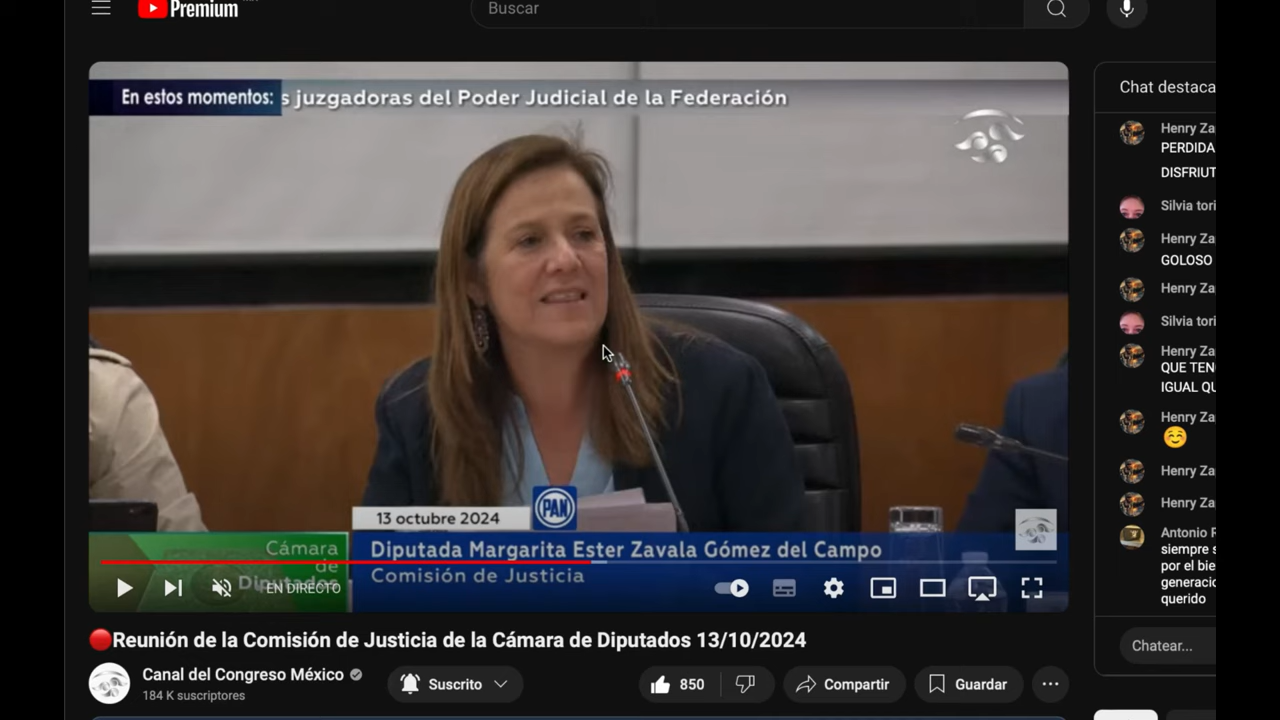 Premium
Buscar
En estos momentos: s juzgadoras del Poder Judicial de la Federación
13 octubre 2024
PAN
Cámara
de
Diputados
Diputada Margarita Ester Zavala Gómez del Campo
Comisión de Justicia
EN DIRECTO
Reunión de la Comisión de Justicia de la Cámara de Diputados 13/10/2024
Canal del Congreso México
184 K suscriptores
Suscrito
850
Compartir
Guardar
Chat destaca
Henry Za
PERDIDA
DISFRIUT
Silvia tori
Henry Za
GOLOSO
Henry Za
Silvia tori
Henry Za
QUE TEN
IGUAL QU
Henry Za
Henry Za
Henry Za
Antonio R
siempre s
por el bie
generacio
querido
Chatear...